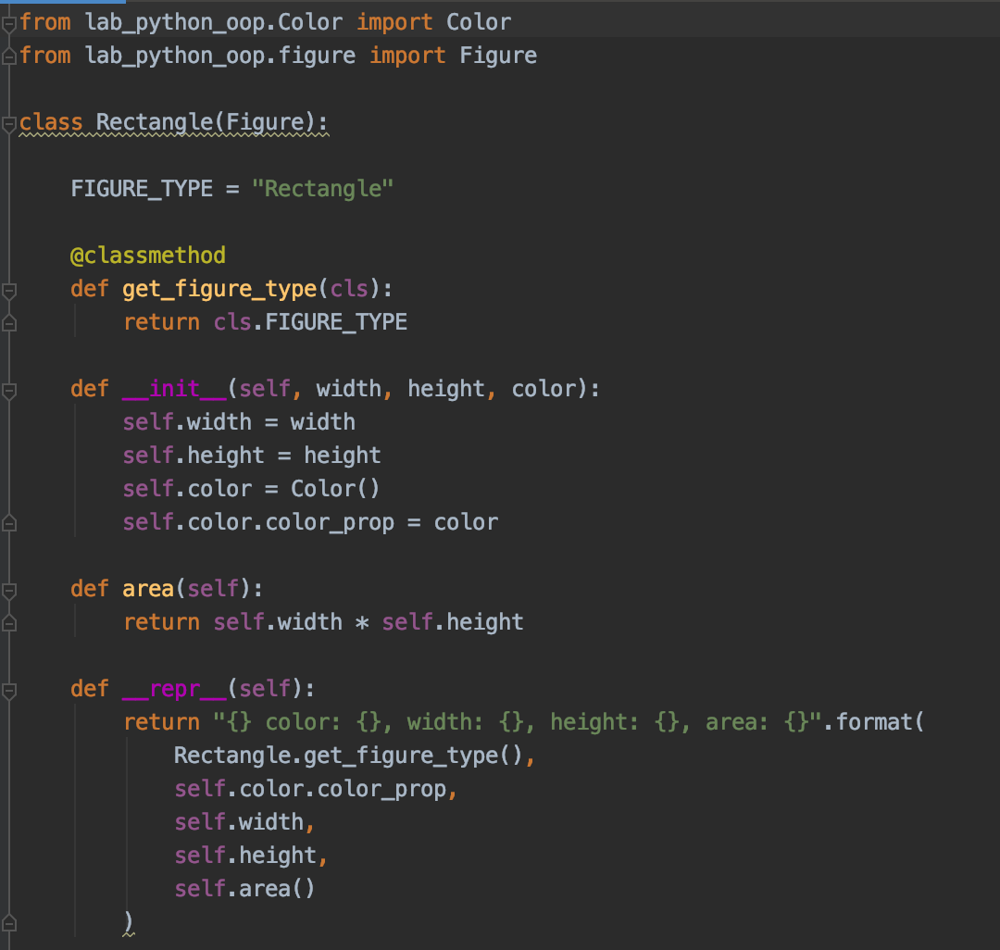 from lab_python_oop.Color import Color
from lab_python_oop.figure import Figure

class Rectangle(Figure):

    FIGURE_TYPE = "Rectangle"

    @classmethod
    def get_figure_type(cls):
        return cls.FIGURE_TYPE

    def __init__(self, width, height, color):
        self.width = width
        self.height = height
        self.color = Color()
        self.color.color_prop = color

    def area(self):
        return self.width * self.height

    def __repr__(self):
        return "{} color: {}, width: {}, height: {}, area: {}".format(
            Rectangle.get_figure_type(),
            self.color.color_prop,
            self.width,
            self.height,
            self.area()
        )